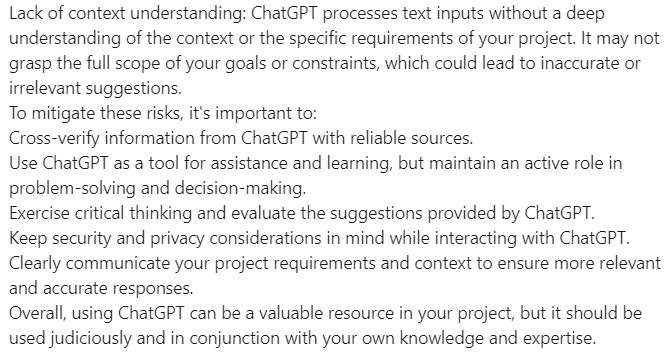 Lack of context understanding: ChatGPT processes text inputs without a deep
understanding of the context or the specific requirements of your project. It may not
grasp the full scope of your goals or constraints, which could lead to inaccurate or
irrelevant suggestions.
To mitigate these risks, it's important to:
Cross-verify information from ChatGPT with reliable sources.
Use ChatGPT as a tool for assistance and learning, but maintain an active role in
problem-solving and decision-making.
Exercise critical thinking and evaluate the suggestions provided by ChatGPT.
Keep security and privacy considerations in mind while interacting with ChatGPT.
Clearly communicate your project requirements and context to ensure more relevant
and accurate responses.
Overall, using ChatGPT can be a valuable resource in your project, but it should be
used judiciously and in conjunction with your own knowledge and expertise.